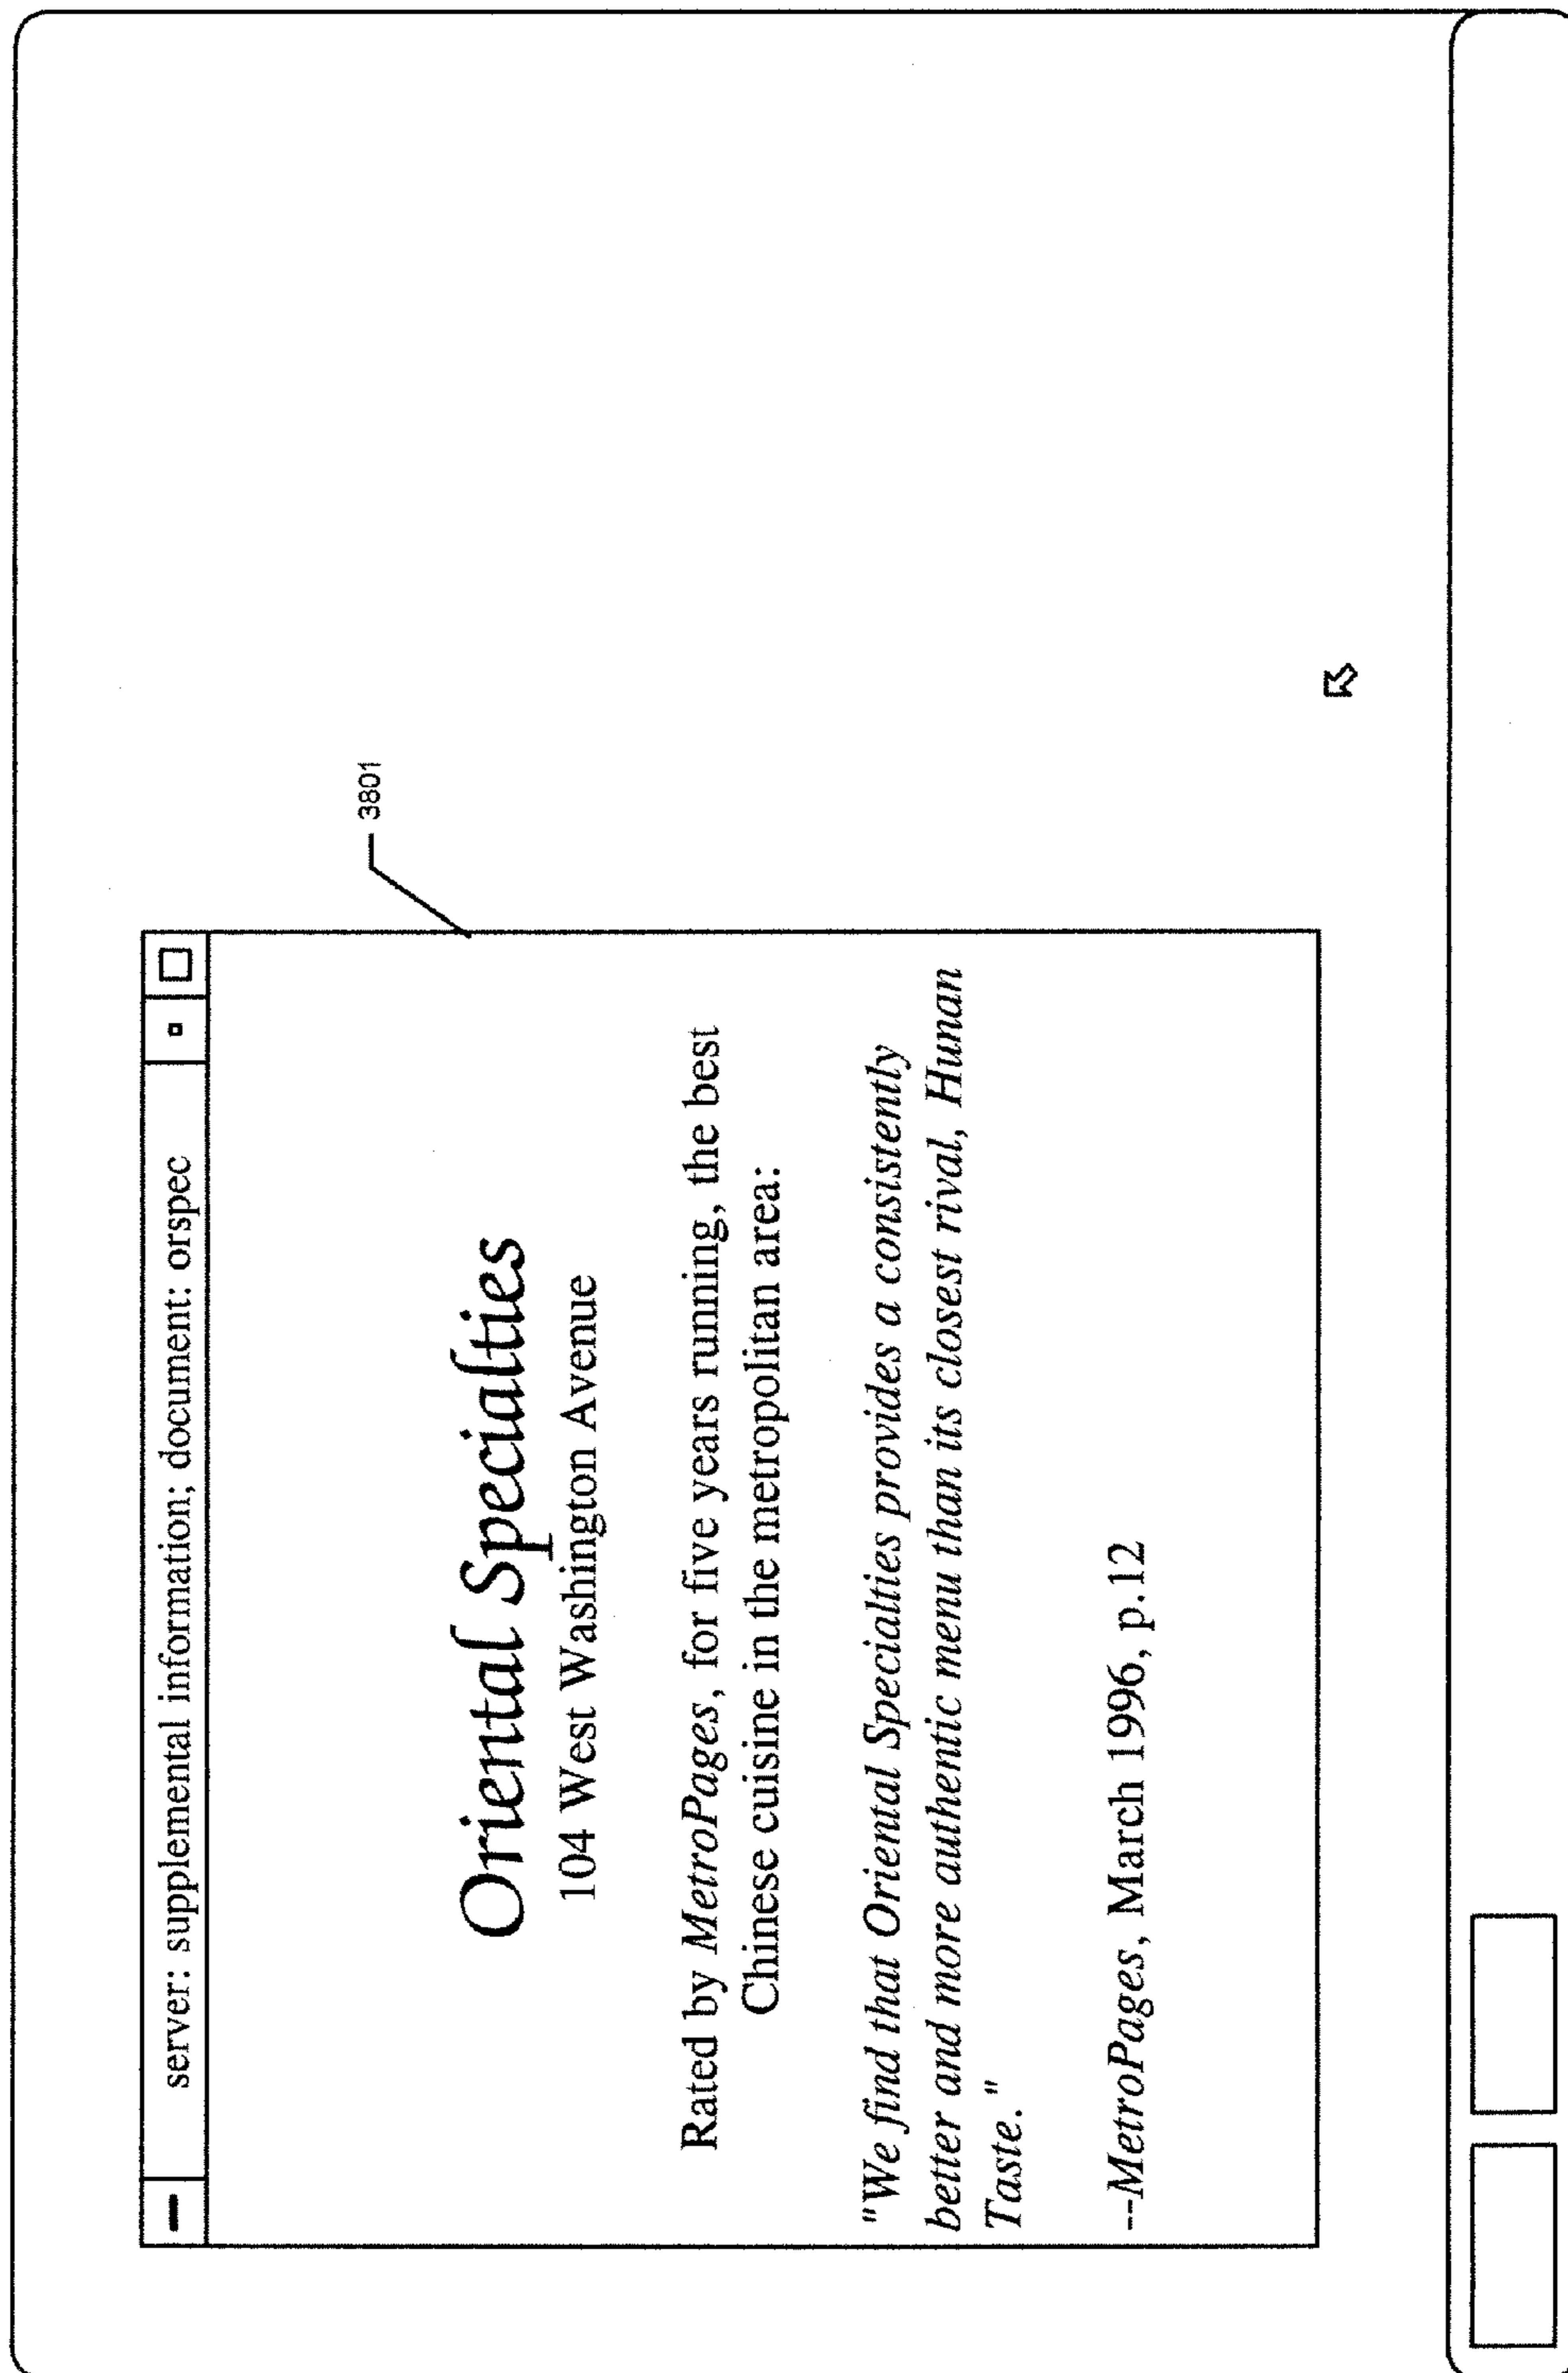 server: supplemental information; document: orspec
3801
Oriental Specialties
104 West Washington Avenue
Rated by MetroPages, for five years running, the best
Chinese cuisine in the metropolitan area:
"We find that Oriental Specialties provides a consistently
better and more authentic menu than its closest rival, Hunan
Taste."
--MetroPages, March 1996, p.12